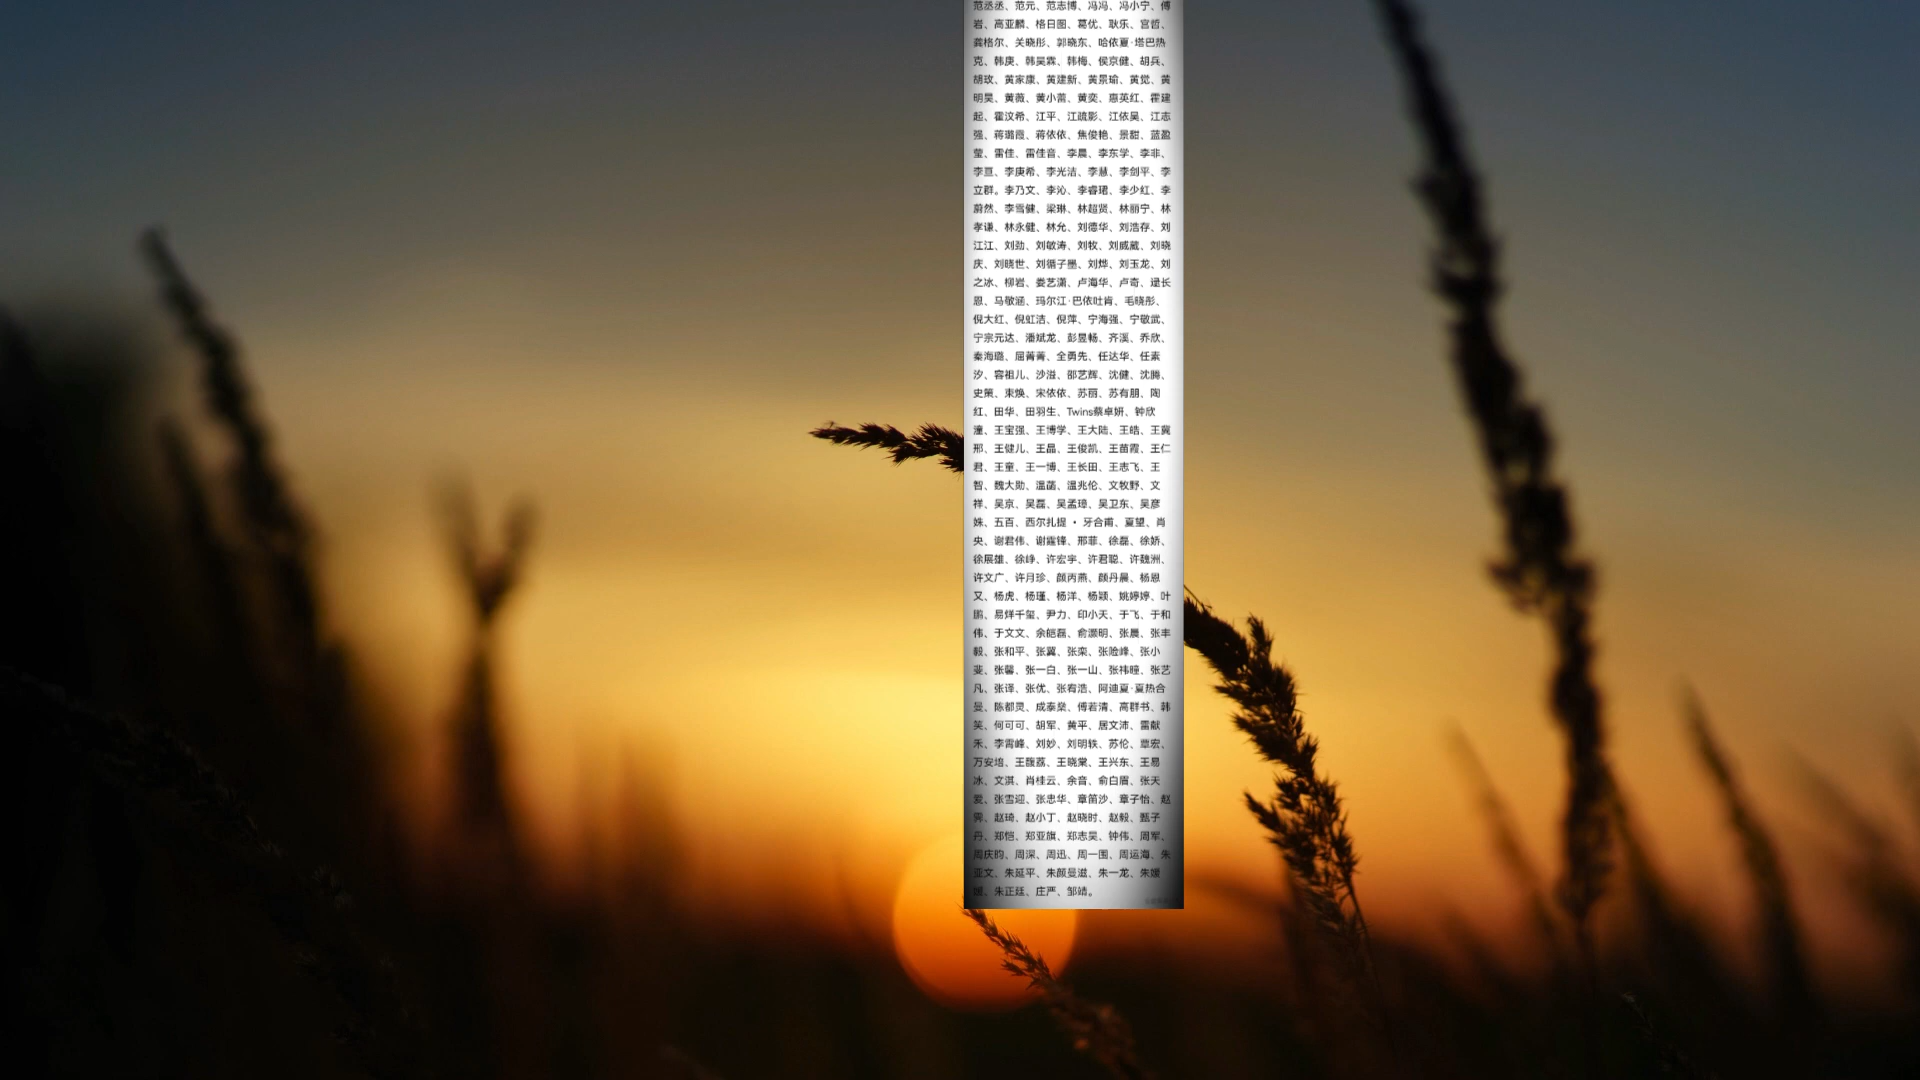 范丞丞、范元、范志博、冯冯、冯小宁、傅
岩、高亚麟、格日图、葛优、耿乐、宫哲、
龚格尔、关晓彤、郭晓东、哈依夏·塔巴热
克、韩庚、韩昊霖、韩梅、侯京健、胡兵、
胡玫、黄家康、黄建新、黄景瑜、黄觉、黄
明昊、黄薇、黄小蕾、黄奕、惠英红、霍建
起、霍汶希、江平、江疏影、江依吴、江志
强、蒋璐霞、蒋依依、焦俊艳、景甜、蓝盈
莹、雷佳、雷佳音、李晨、李东学、李非、
李亘、李庚希、李光洁、李慧、李剑平、李
立群。李乃文、李沁、李睿珺、李少红、李
蔚然、李雪健、梁琳、林超贤、林丽宁、林
孝谦、林永健、林允、刘德华、刘浩存、刘
江江、刘劲、刘敏涛、刘牧、刘威葳、刘晓
庆、刘晓世、刘循子墨、刘烨、刘玉龙、刘
之冰、柳岩、娄艺潇、卢海华、卢奇、逯长
恩、马敬涵、玛尔江·巴依吐肯、毛晓彤、
倪大红、倪虹洁、倪萍、宁海强、宁敬武、
宁宗元达、潘斌龙、彭昱畅、齐溪、乔欣、
秦海璐、屈菁菁、全勇先、任达华、任素
汐、容祖儿、沙溢、邵艺辉、沈健、沈腾、
史策、束焕、宋依依、苏丽、苏有朋、陶
红、田华、田羽生、Twins蔡卓妍、钟欣
潼、王宝强、王博学、王大陆、王皓、王冀
邢、王健儿、王晶、王俊凯、王苗霞、王仁
君、王童、王一博、王长田、王志飞、王
智、魏大勋、温菡、温兆伦、文牧野、文
祥、吴京、吴磊、吴孟璋、吴卫东、吴彦
姝、五百、西尔扎提 · 牙合甫、夏望、肖
央、谢君伟、谢霆锋、邢菲、徐磊、徐娇、
徐展雄、徐峥、许宏宇、许君聪、许魏洲、
许文广、许月珍、颜丙燕、颜丹晨、杨恩
又、杨虎、杨瑾、杨洋、杨颖、姚婷婷、叶
鹏、易烊千玺、尹力、印小天、于飞、于和
伟、于文文、余皑磊、俞灏明、张晨、张丰
毅、张和平、张冀、张栾、张险峰、张小
斐、张馨、张一白、张一山、张祎曈、张艺
凡、张译、张优、张宥浩、阿迪夏·夏热合
曼、陈都灵、成泰燊、傅若清、高群书、韩
芙、何可可、胡军、黄平、居文沛、雷献
禾、李霄峰、刘妙、刘明轶、苏伦、覃宏、
万安培、王馥荔、王晓棠、王兴东、王易
冰、文淇、肖桂云、余音、俞白眉、张天
爱、张雪迎、张忠华、章笛沙、章子怡、赵
霁、赵琦、赵小丁、赵晓时、赵毅、甄子
丹、郑恺、郑亚旗、郑志昊、钟伟、周军、
周庆昀、周深、周迅、周一围、周运海、朱
亚文、朱延平、朱颜曼滋、朱一龙、朱媛
媛、朱正廷、庄严、邹靖。